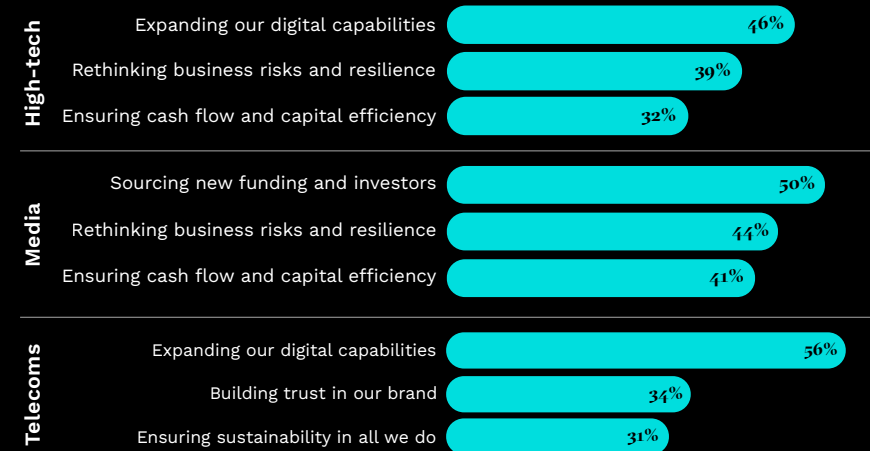 High-tech
Expanding our digital capabilities 46%
Rethinking business risks and resilience 39%
Ensuring cash flow and capital efficiency 32%
Media
Sourcing new funding and investors 50%
Rethinking business risks and resilience 44%
Ensuring cash flow and capital efficiency 41%
Telecoms
Expanding our digital capabilities 56%
Building trust in our brand 34%
Ensuring sustainability in all we do 31%